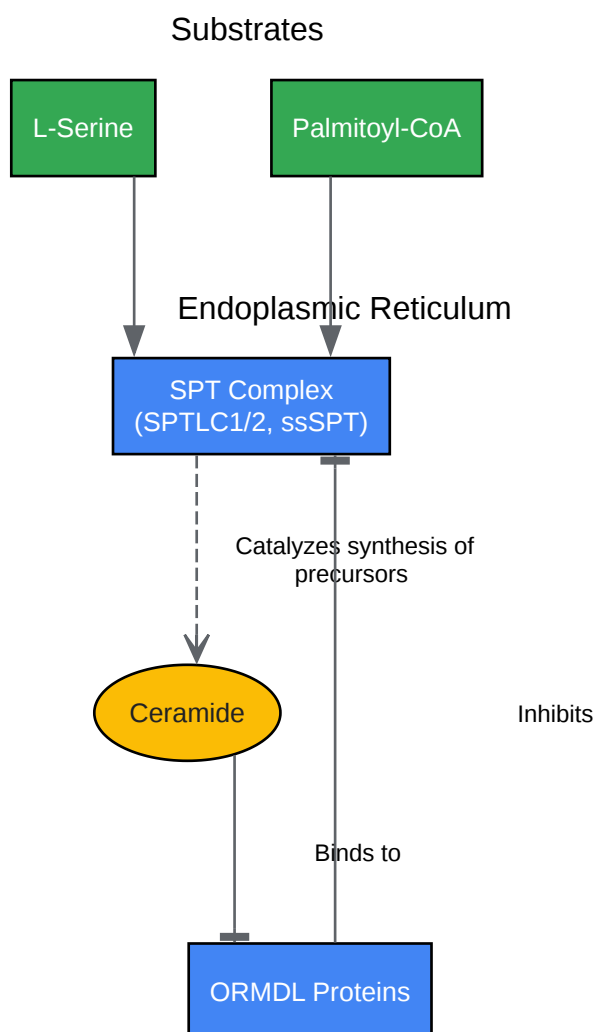 Substrates
L-Serine
Palmitoyl-CoA
Endoplasmic Reticulum
SPT Complex
(SPTLC1/2, ssSPT)
Catalyzes synthesis of
precursors
Ceramide
Inhibits
Binds to
ORMDL Proteins